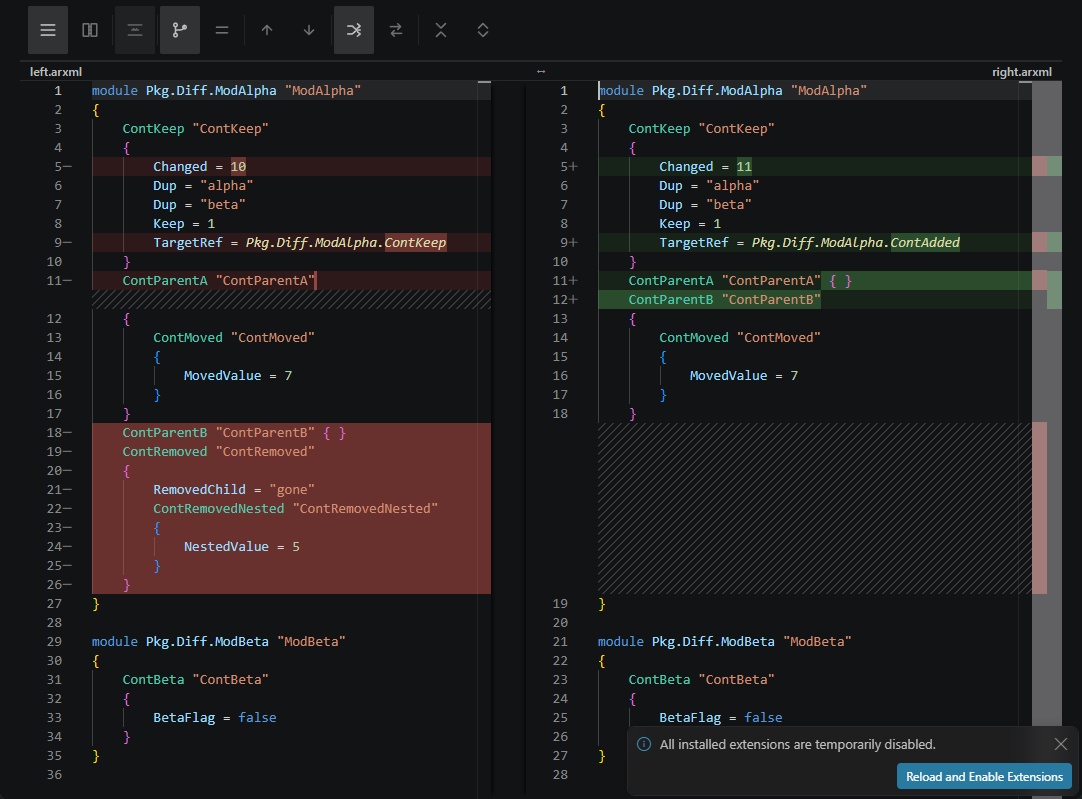 left.arxml
↔
right.arxml
1 module Pkg.Diff.ModAlpha "ModAlpha"
2 {
3 ContKeep "ContKeep"
4 {
5− Changed = 10
6 Dup = "alpha"
7 Dup = "beta"
8 Keep = 1
9− TargetRef = Pkg.Diff.ModAlpha.ContKeep
10 }
11− ContParentA "ContParentA"
12 {
13 ContMoved "ContMoved"
14 {
15 MovedValue = 7
16 }
17 }
18− ContParentB "ContParentB" { }
19− ContRemoved "ContRemoved"
20− {
21− RemovedChild = "gone"
22− ContRemovedNested "ContRemovedNested"
23− {
24− NestedValue = 5
25− }
26− }
27 }
28
29 module Pkg.Diff.ModBeta "ModBeta"
30 {
31 ContBeta "ContBeta"
32 {
33 BetaFlag = false
34 }
35 }
36
1 module Pkg.Diff.ModAlpha "ModAlpha"
2 {
3 ContKeep "ContKeep"
4 {
5+ Changed = 11
6 Dup = "alpha"
7 Dup = "beta"
8 Keep = 1
9+ TargetRef = Pkg.Diff.ModAlpha.ContAdded
10 }
11+ ContParentA "ContParentA" { }
12+ ContParentB "ContParentB"
13 {
14 ContMoved "ContMoved"
15 {
16 MovedValue = 7
17 }
18 }
19 }
20
21 module Pkg.Diff.ModBeta "ModBeta"
22 {
23 ContBeta "ContBeta"
24 {
25 BetaFlag = false
26
27 }
28
All installed extensions are temporarily disabled.
Reload and Enable Extensions